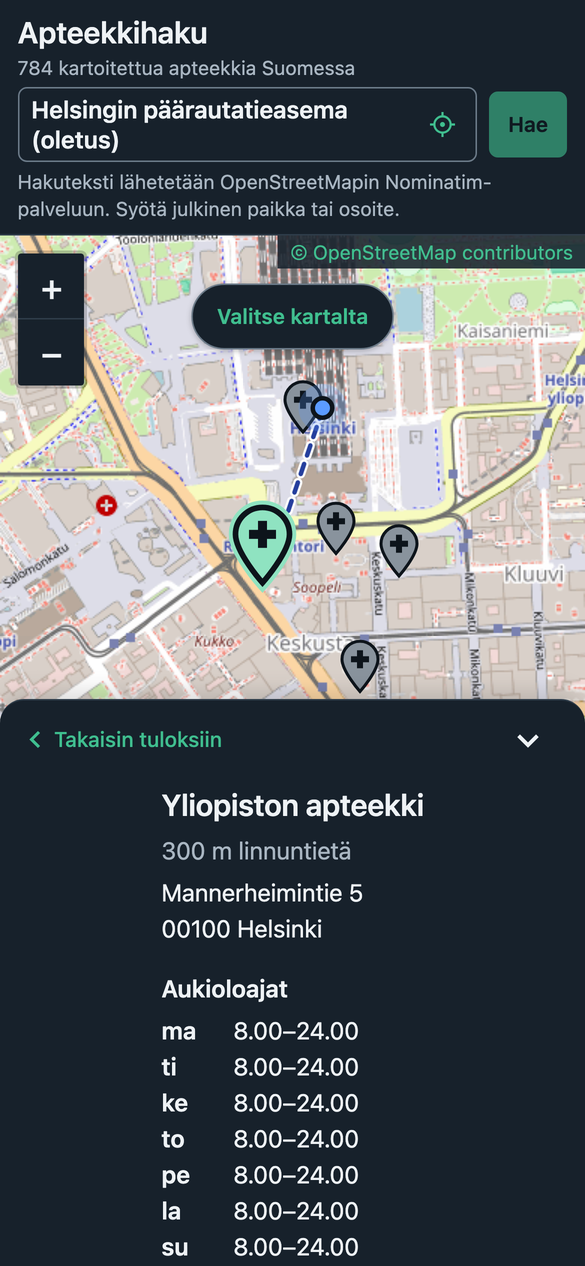 Apteekkihaku
784 kartoitettua apteekkia Suomessa
Helsingin päärautatieasema
(oletus)
Hae
Hakuteksti lähetetään OpenStreetMapin Nominatim-
palveluun. Syötä julkinen paikka tai osoite.
© OpenStreetMap contributors
+
Valitse kartalta
−
Kaisaniemi
Kluuvi
Salomonkatu
Soopeli
Kukko
Keskuskatu
Mikonkatu
Kluuvikatu
Takaisin tuloksiin
Yliopiston apteekki
300 m linnuntietä
Mannerheimintie 5
00100 Helsinki
Aukioloajat
ma 8.00–24.00
ti 8.00–24.00
ke 8.00–24.00
to 8.00–24.00
pe 8.00–24.00
la 8.00–24.00
su 8.00–24.00